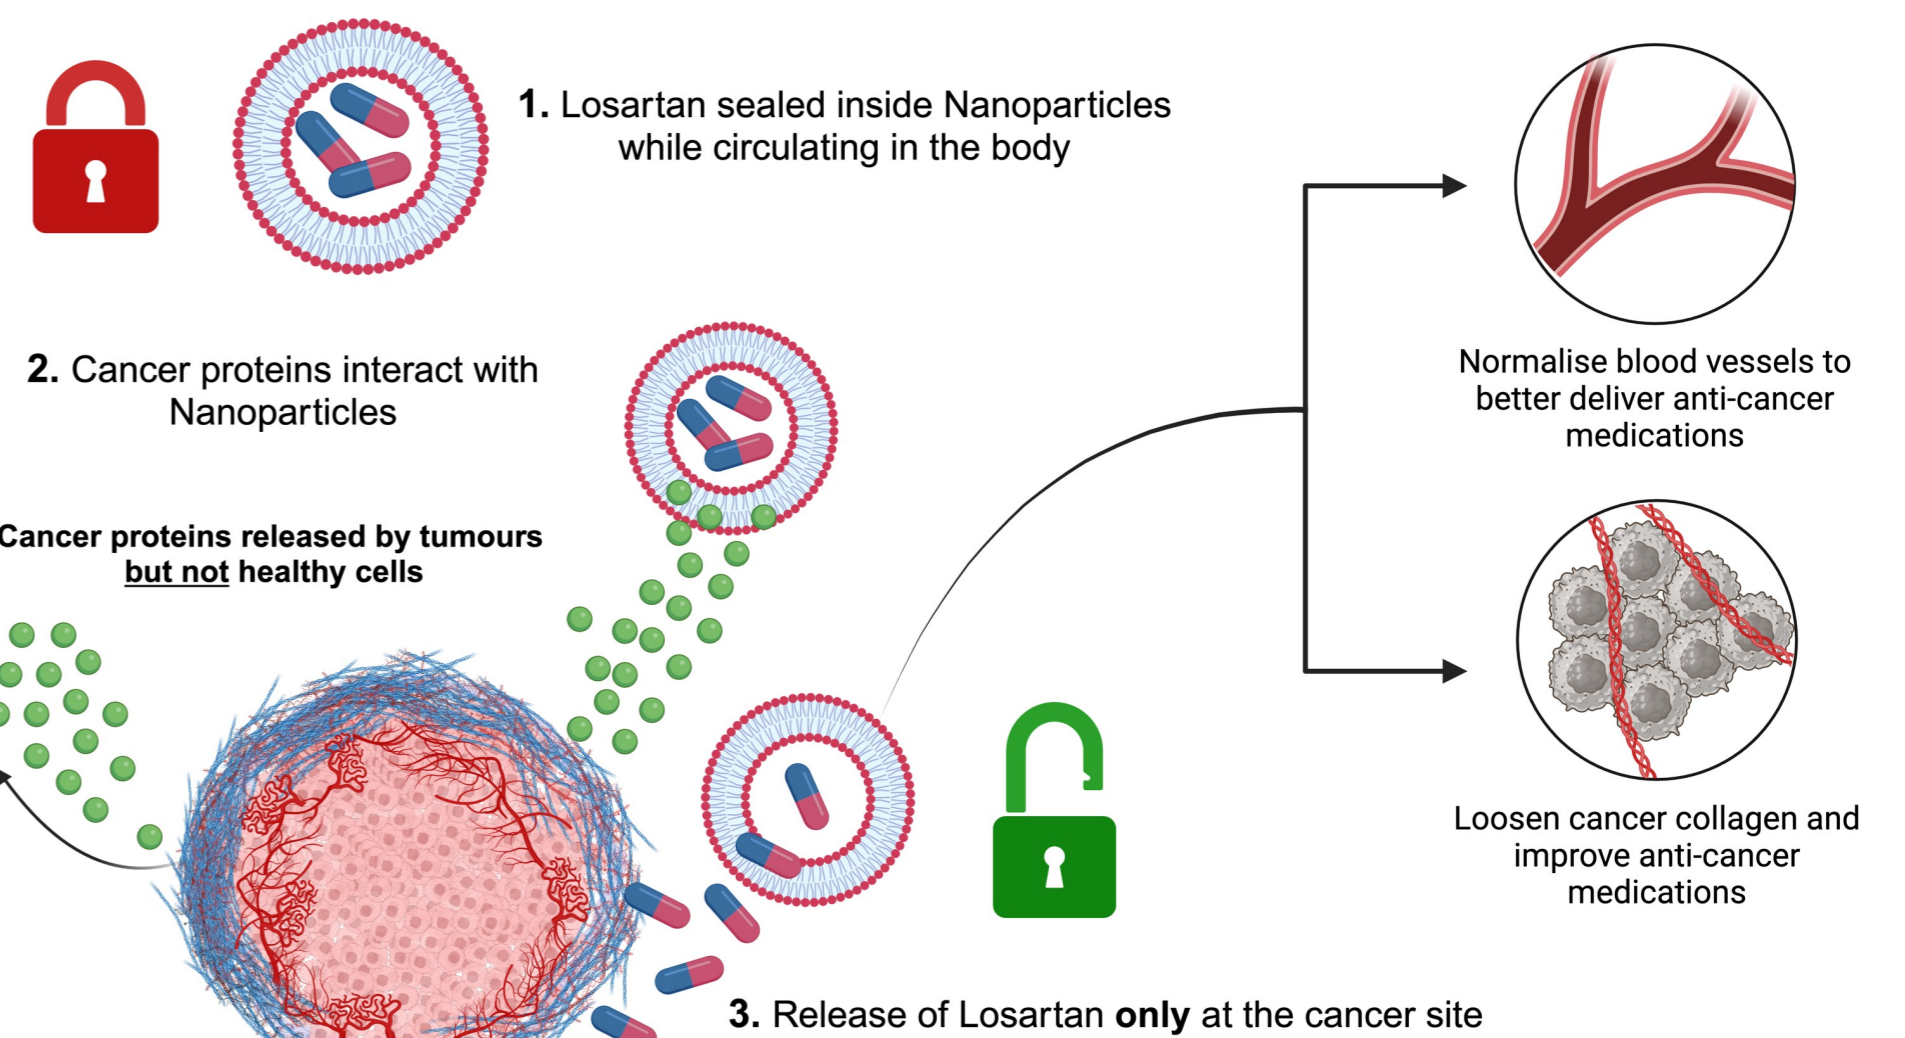 1. Losartan sealed inside Nanoparticles
while circulating in the body
2. Cancer proteins interact with
Nanoparticles
Cancer proteins released by tumours
but not healthy cells
Normalise blood vessels to
better deliver anti-cancer
medications
Loosen cancer collagen and
improve anti-cancer
medications
3. Release of Losartan only at the cancer site